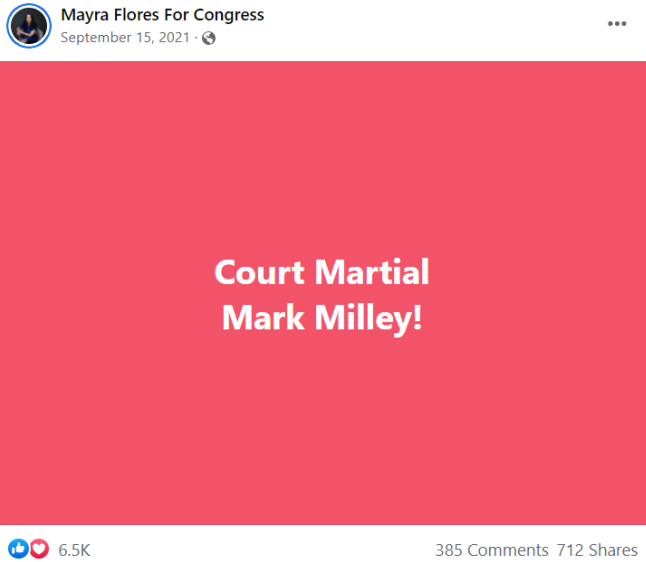 Mayra Flores For Congress
September 15, 2021 ·
Court Martial
Mark Milley!
6.5K 385 Comments 712 Shares